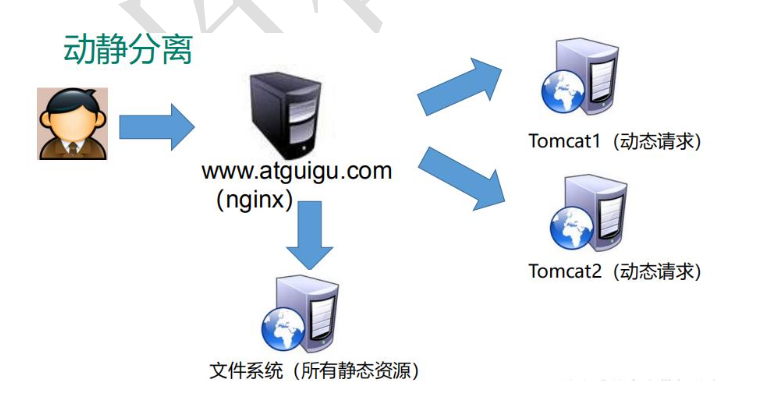 动静分离
www.atguigu.com
（nginx）
Tomcat1（动态请求）
Tomcat2（动态请求）
文件系统（所有静态资源）